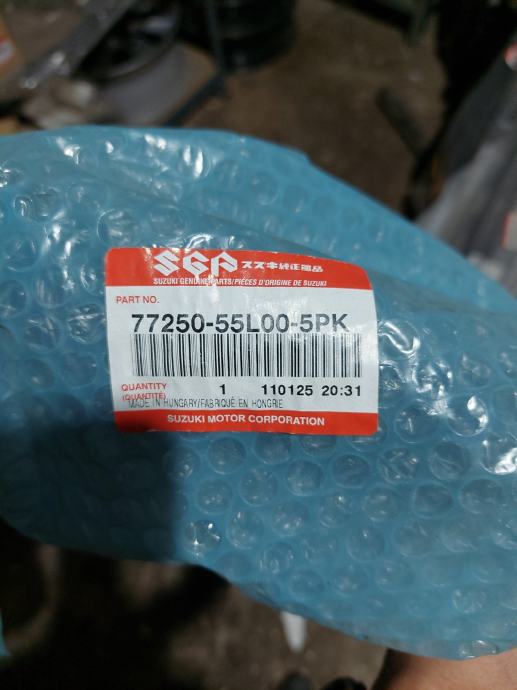 SGP スズキ純正部品
SUZUKI GENUINE PARTS/PIÈCES D'ORIGINE DE SUZUKI
PART NO.
77250-55L00-5PK
QUANTITY 1 110125 20:31
(QUANTITÉ)
MADE IN HUNGARY/FABRIQUÉ EN HONGRIE
SUZUKI MOTOR CORPORATION